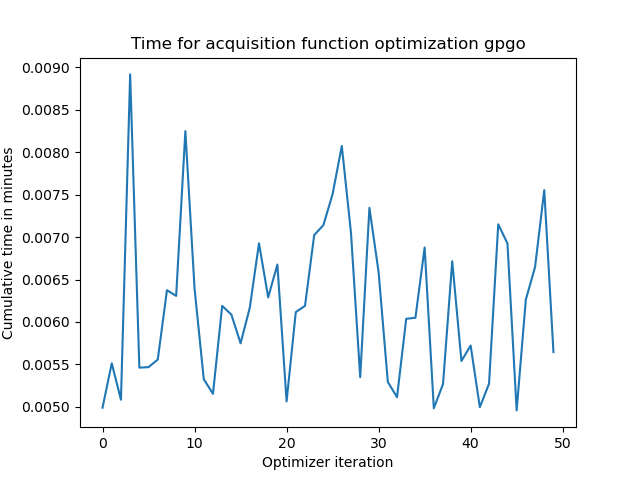 Time for acquisition function optimization gpgo
Cumulative time in minutes
0.0090
0.0085
0.0080
0.0075
0.0070
0.0065
0.0060
0.0055
0.0050
0 10 20 30 40 50
Optimizer iteration